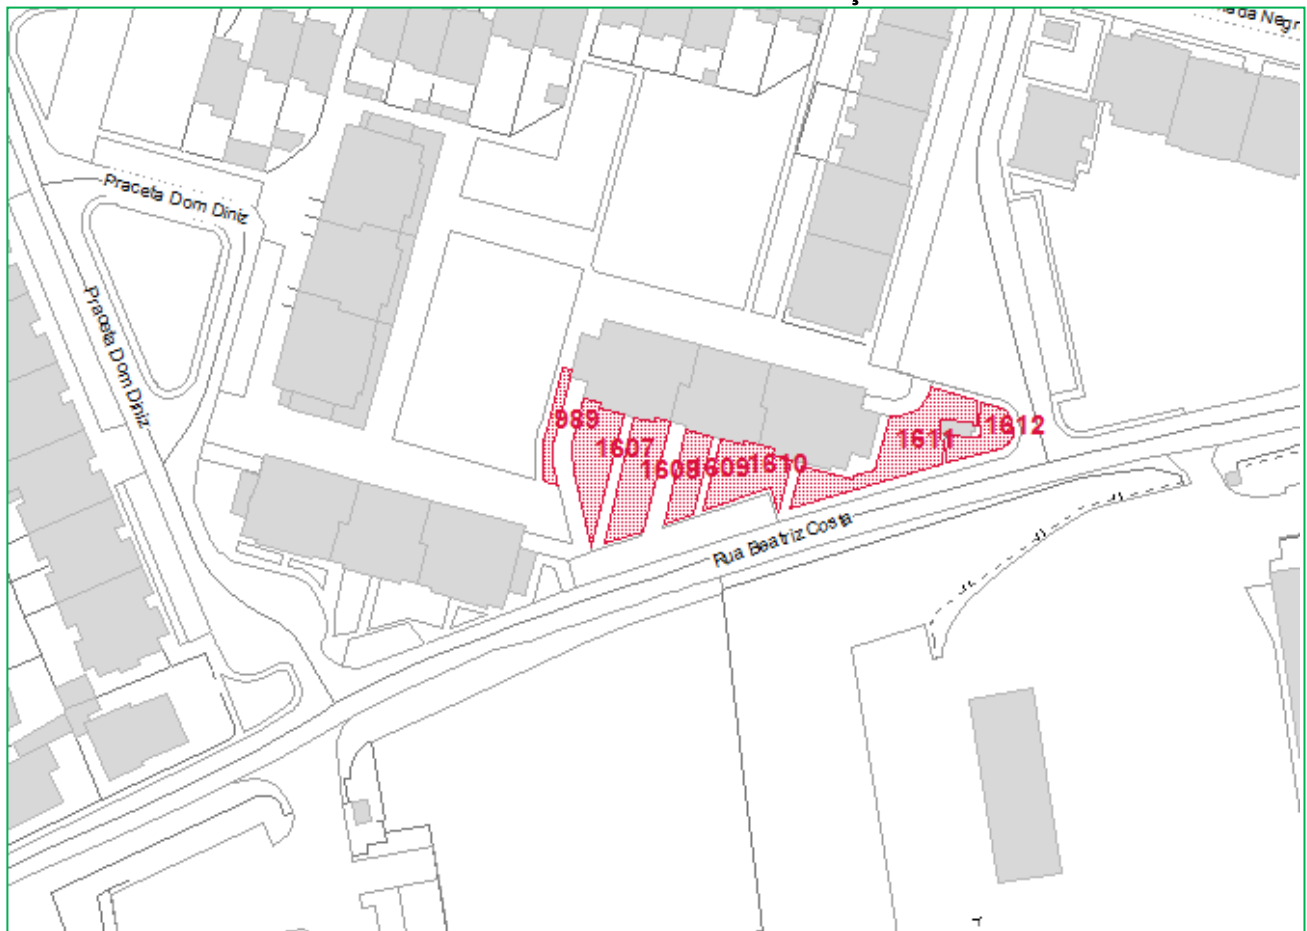 Praceta Dom Diniz
Praceta Dom Diniz
989
1607
1608
1609
1610
1611
1612
Rua Beatriz Costa